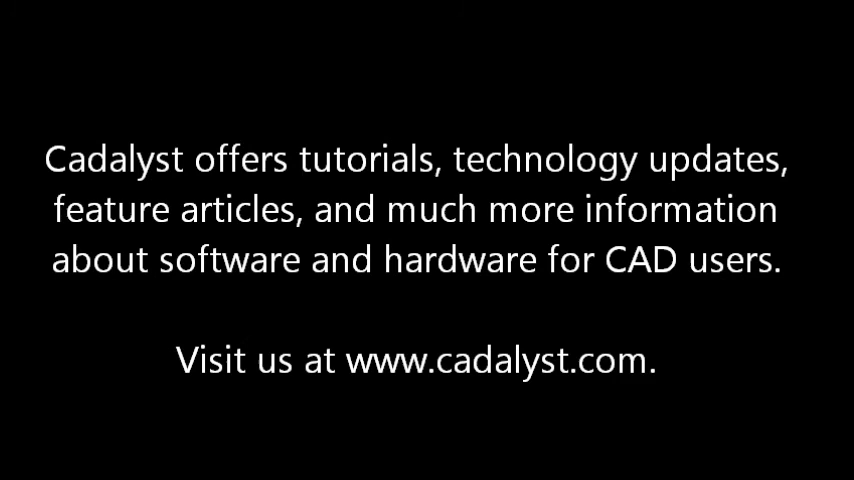 Cadalyst offers tutorials, technology updates,
feature articles, and much more information
about software and hardware for CAD users.
Visit us at www.cadalyst.com.